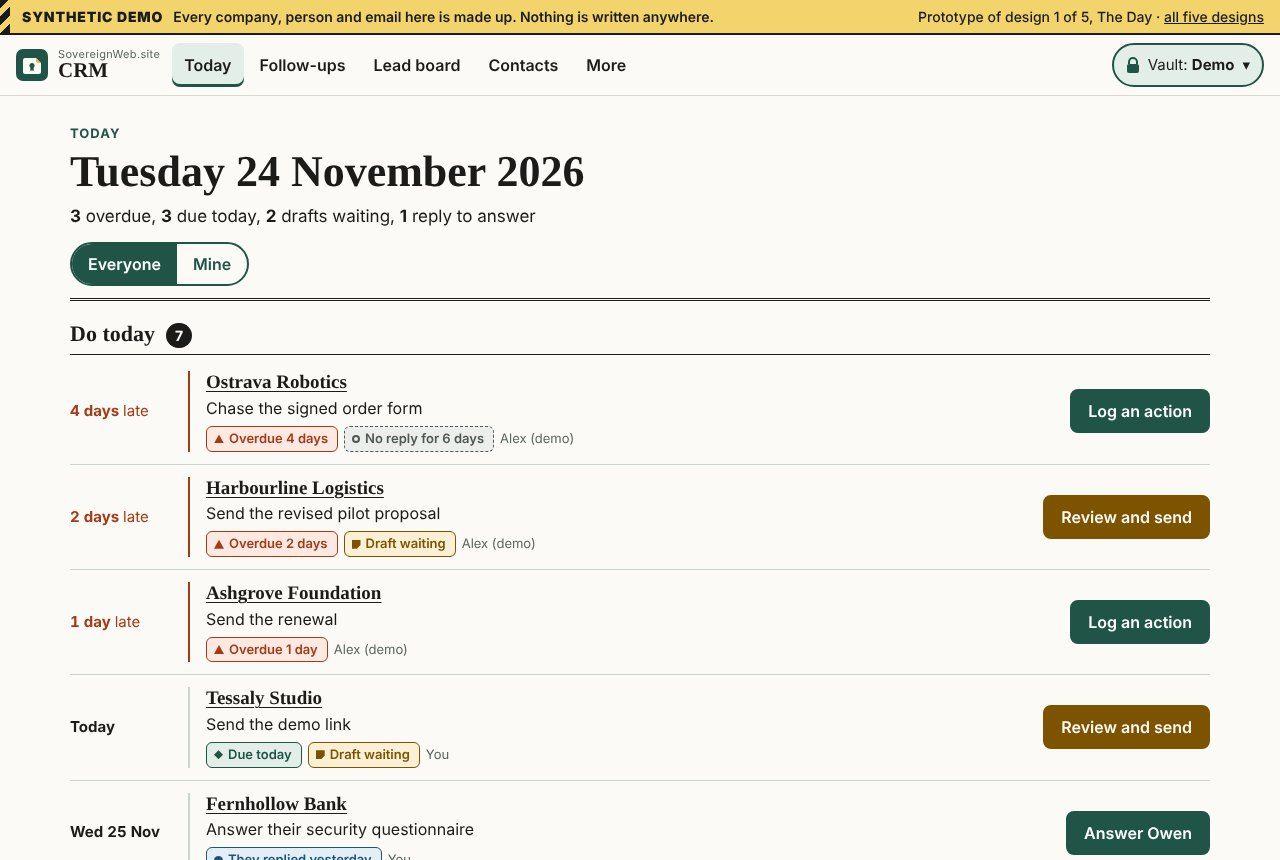 SYNTHETIC DEMO Every company, person and email here is made up. Nothing is written anywhere.
Prototype of design 1 of 5, The Day · all five designs
SovereignWeb.site
CRM
Today
Follow-ups
Lead board
Contacts
More
Vault: Demo ▾
TODAY
Tuesday 24 November 2026
3 overdue, 3 due today, 2 drafts waiting, 1 reply to answer
Everyone
Mine
Do today 7
4 days late
Ostrava Robotics
Chase the signed order form
Overdue 4 days
No reply for 6 days
Alex (demo)
Log an action
2 days late
Harbourline Logistics
Send the revised pilot proposal
Overdue 2 days
Draft waiting
Alex (demo)
Review and send
1 day late
Ashgrove Foundation
Send the renewal
Overdue 1 day
Alex (demo)
Log an action
Today
Tessaly Studio
Send the demo link
Due today
Draft waiting
You
Review and send
Wed 25 Nov
Fernhollow Bank
Answer their security questionnaire
They replied yesterday
You
Answer Owen